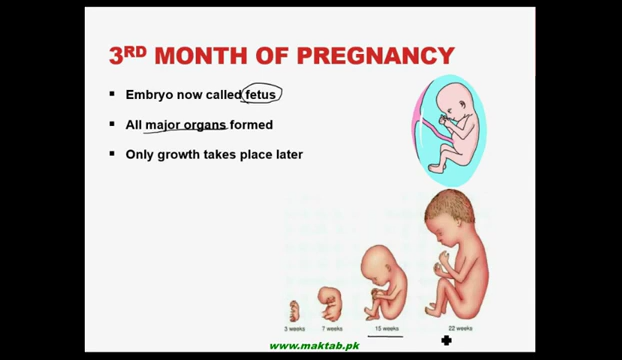 3RD MONTH OF PREGNANCY
Embryo now called fetus
All major organs formed
Only growth takes place later
3 weeks 7 weeks 15 weeks 22 weeks
www.maktab.pk